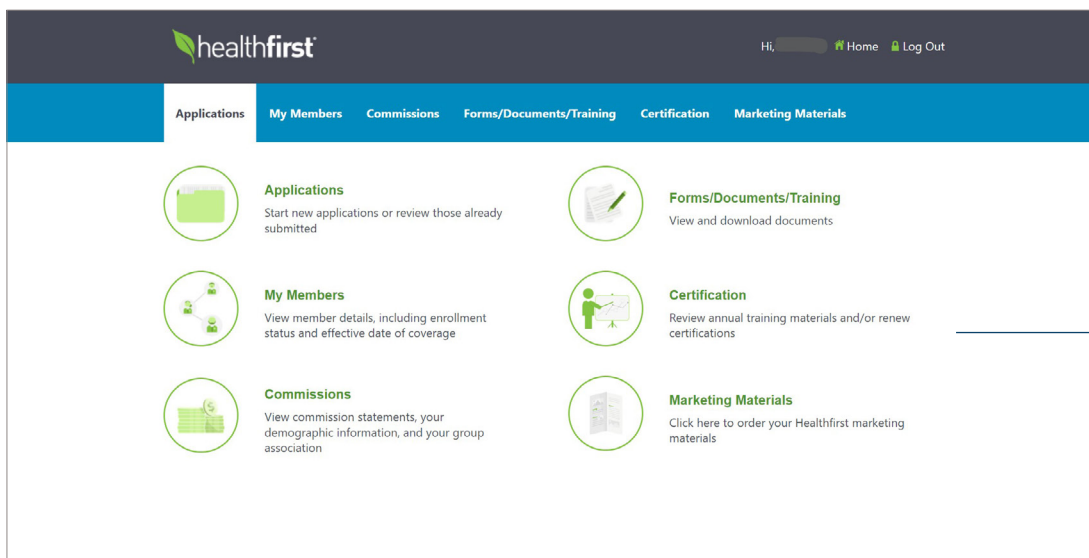 healthfirst
Hi, Home Log Out
Applications My Members Commissions Forms/Documents/Training Certification Marketing Materials
Applications
Start new applications or review those already
submitted
Forms/Documents/Training
View and download documents
My Members
View member details, including enrollment
status and effective date of coverage
Certification
Review annual training materials and/or renew
certifications
Commissions
View commission statements, your
demographic information, and your group
association
Marketing Materials
Click here to order your Healthfirst marketing
materials